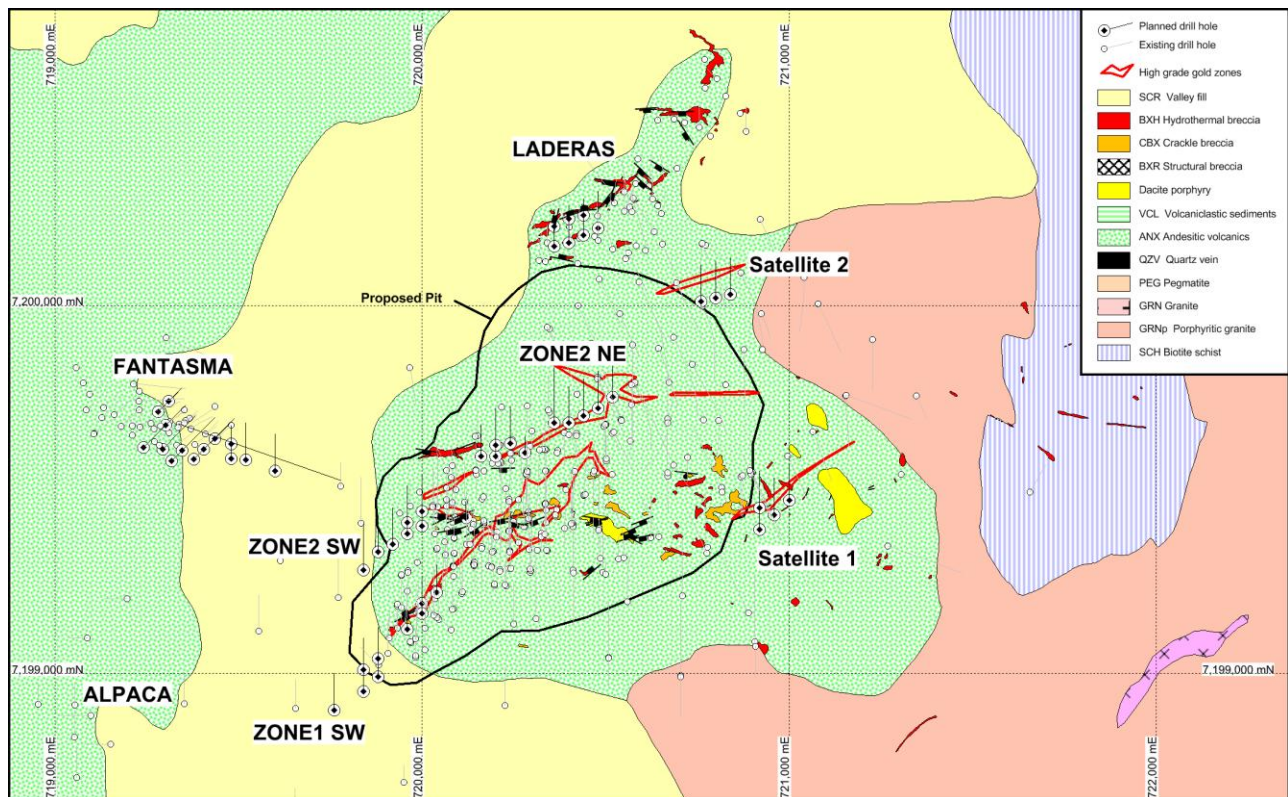 719,000 mE
720,000 mE
721,000 mE
Planned drill hole
Existing drill hole
High grade gold zones
SCR Valley fill
BXH Hydrothermal breccia
CBX Crackle breccia
BXR Structural breccia
Dacite porphyry
VCL Volcaniclastic sediments
ANX Andesitic volcanics
QZV Quartz vein
PEG Pegmatite
GRN Granite
GRNp Porphyritic granite
SCH Biotite schist
LADERAS
Satellite 2
7,200,000 mN
Proposed Pit
ZONE2 NE
FANTASMA
ZONE2 SW
Satellite 1
7,199,000 mN
7,199,000 mN
ALPACA
ZONE1 SW
719,000 mE
720,000 mE
721,000 mE
722,000 mE